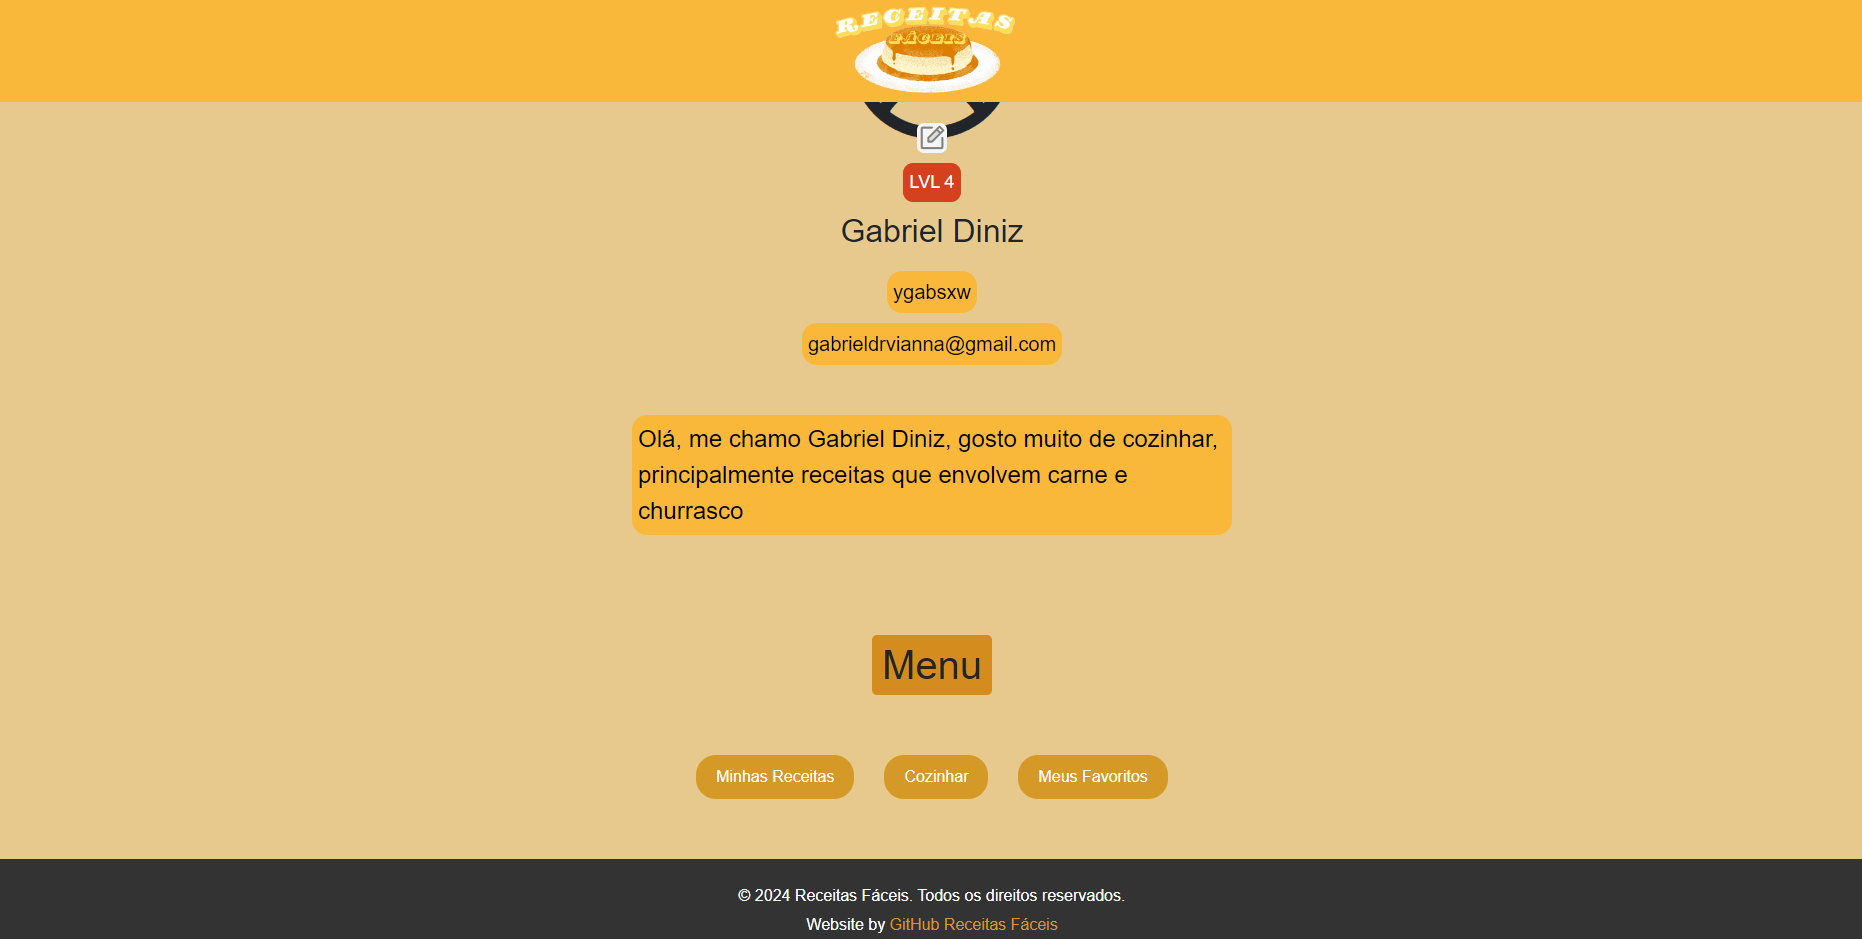 RECEITAS
FÁCEIS
LVL 4
Gabriel Diniz
ygabsxw
gabrieldrvianna@gmail.com
Olá, me chamo Gabriel Diniz, gosto muito de cozinhar,
principalmente receitas que envolvem carne e
churrasco
Menu
Minhas Receitas
Cozinhar
Meus Favoritos
© 2024 Receitas Fáceis. Todos os direitos reservados.
Website by GitHub Receitas Fáceis